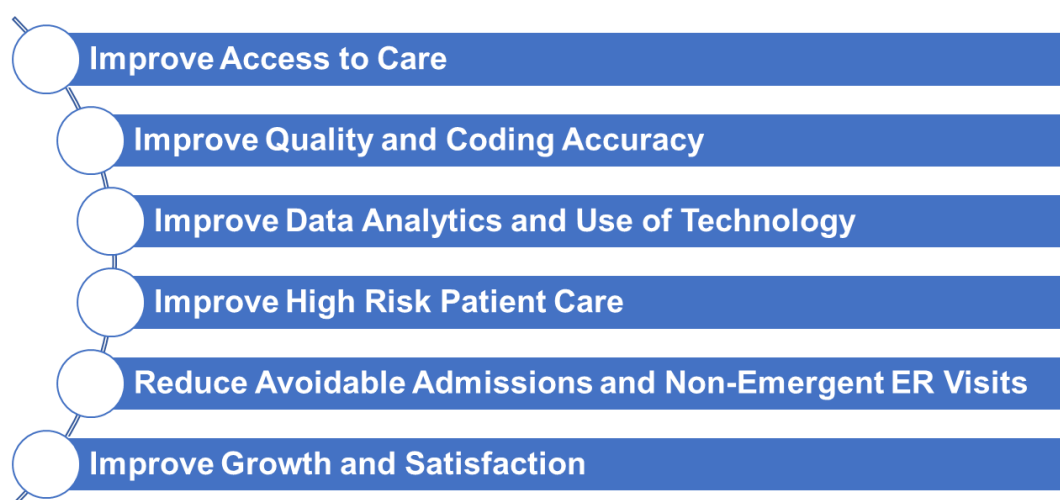 Improve Access to Care
Improve Quality and Coding Accuracy
Improve Data Analytics and Use of Technology
Improve High Risk Patient Care
Reduce Avoidable Admissions and Non-Emergent ER Visits
Improve Growth and Satisfaction